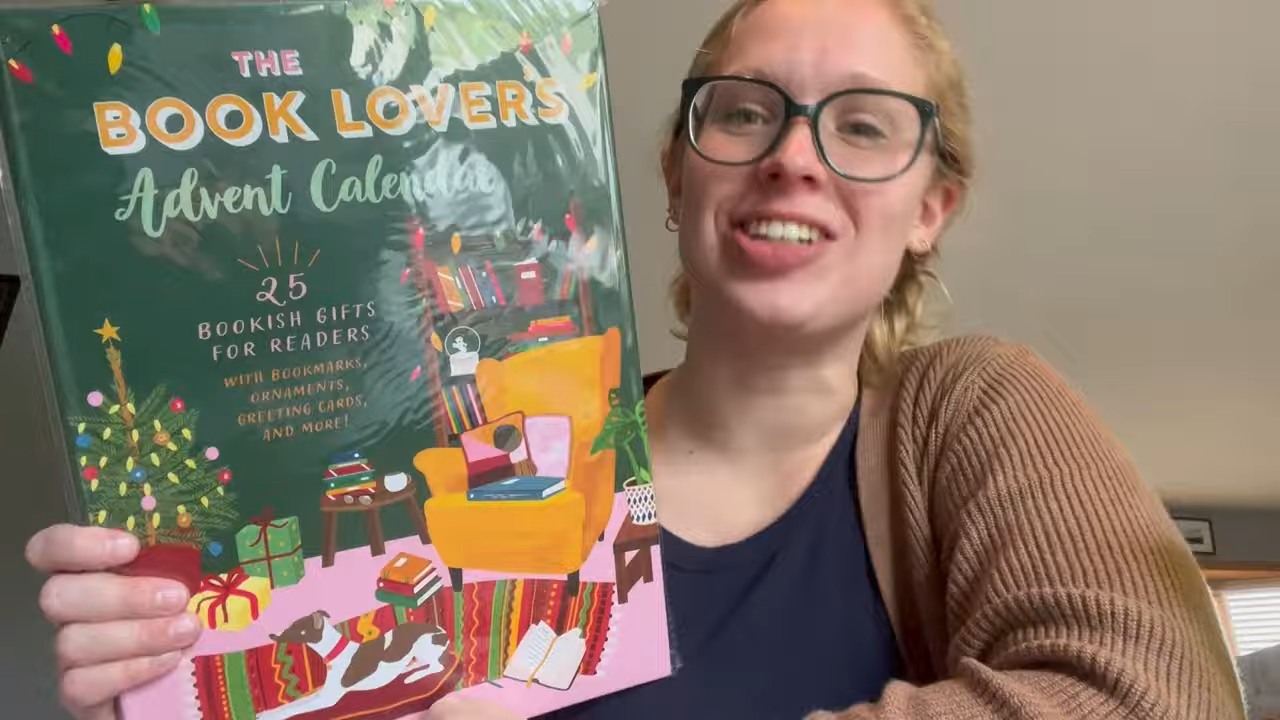 THE
BOOK LOVER'S
Advent Calendar
25
BOOKISH GIFTS
FOR READERS
WITH BOOKMARKS,
ORNAMENTS,
GREETING CARDS,
AND MORE!